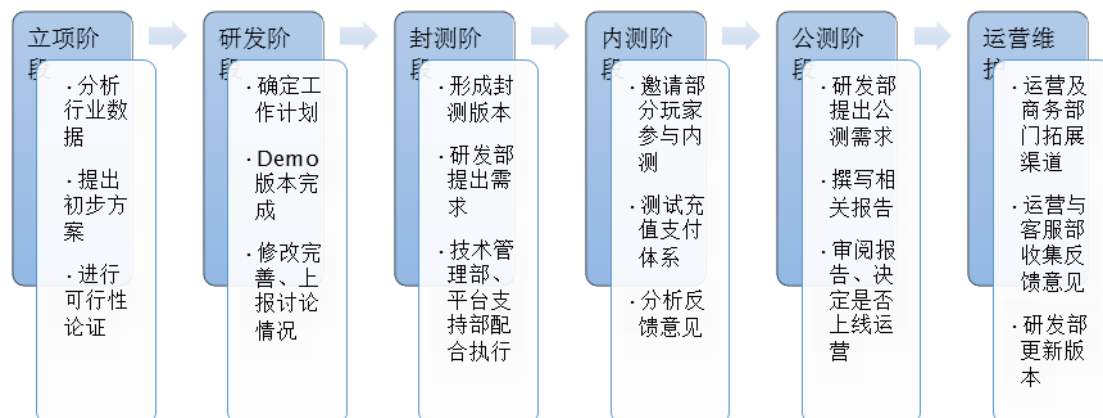 立项阶
段
· 分析
行业数
据
· 提出
初步方
案
· 进行
可行性
论证
研发阶
段
· 确定工
作计划
· Demo
版本完
成
· 修改完
善、上
报讨论
情况
封测阶
段
· 形成封
测版本
· 研发部
提出需
求
· 技术管
理部、
平台支
持部配
合执行
内测阶
段
· 邀请部
分玩家
参与内
测
· 测试充
值支付
体系
· 分析反
馈意见
公测阶
段
· 研发部
提出公
测需求
· 撰写相
关报告
· 审阅报
告、决
定是否
上线运
营
运营维
护
· 运营及
商务部
门拓展
渠道
· 运营与
客服部
收集反
馈意见
· 研发部
更新版
本